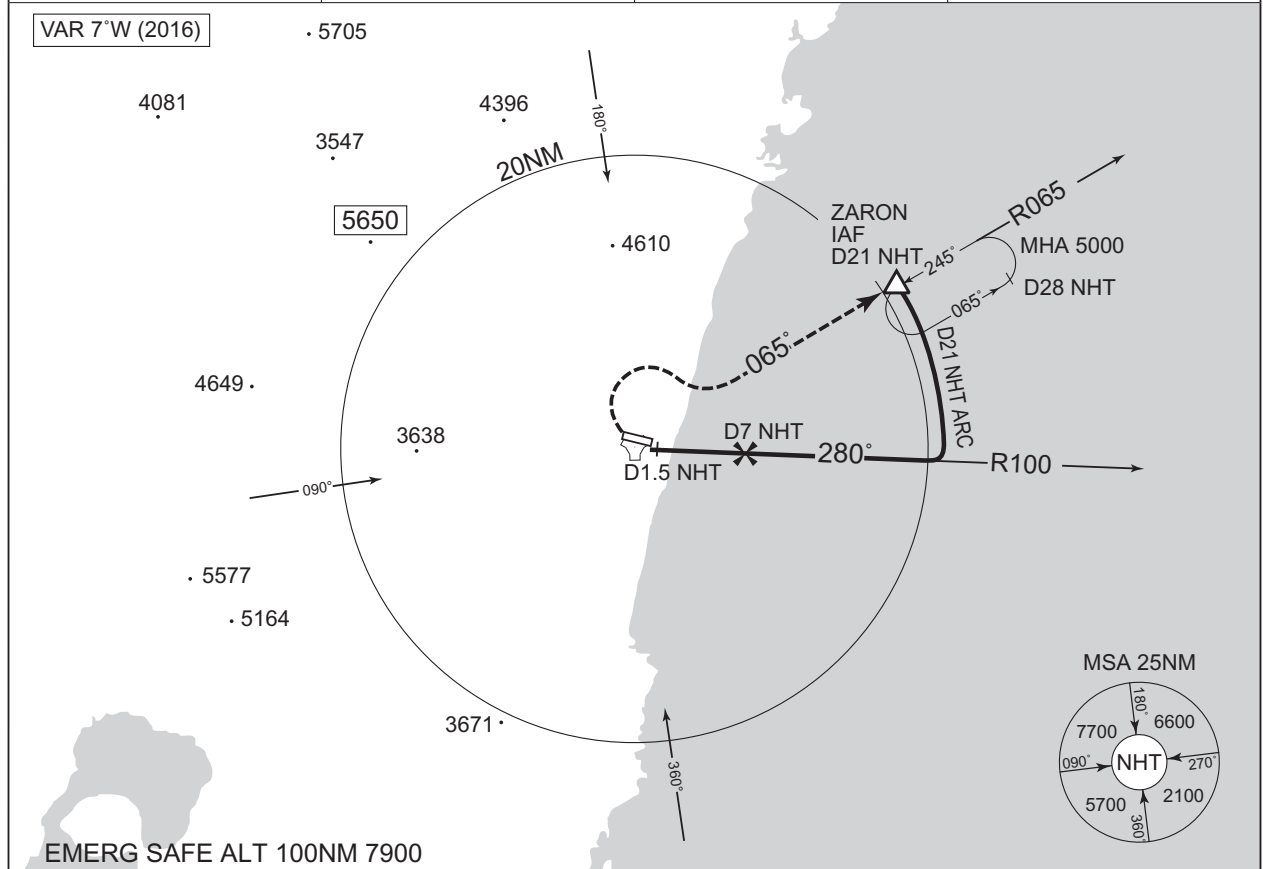 VAR 7˚W (2016)
5705
4081
4396
3547
180°
20NM
5650
4610
ZARON
IAF
D21 NHT
R065
MHA 5000
245°
D28 NHT
065°
065°
D21 NHT ARC
4649
3638
D7 NHT
280°
D1.5 NHT
R100
090°
5577
5164
3671
360°
MSA 25NM
180°
7700
6600
090°
NHT
270°
5700
2100
360°
EMERG SAFE ALT 100NM 7900